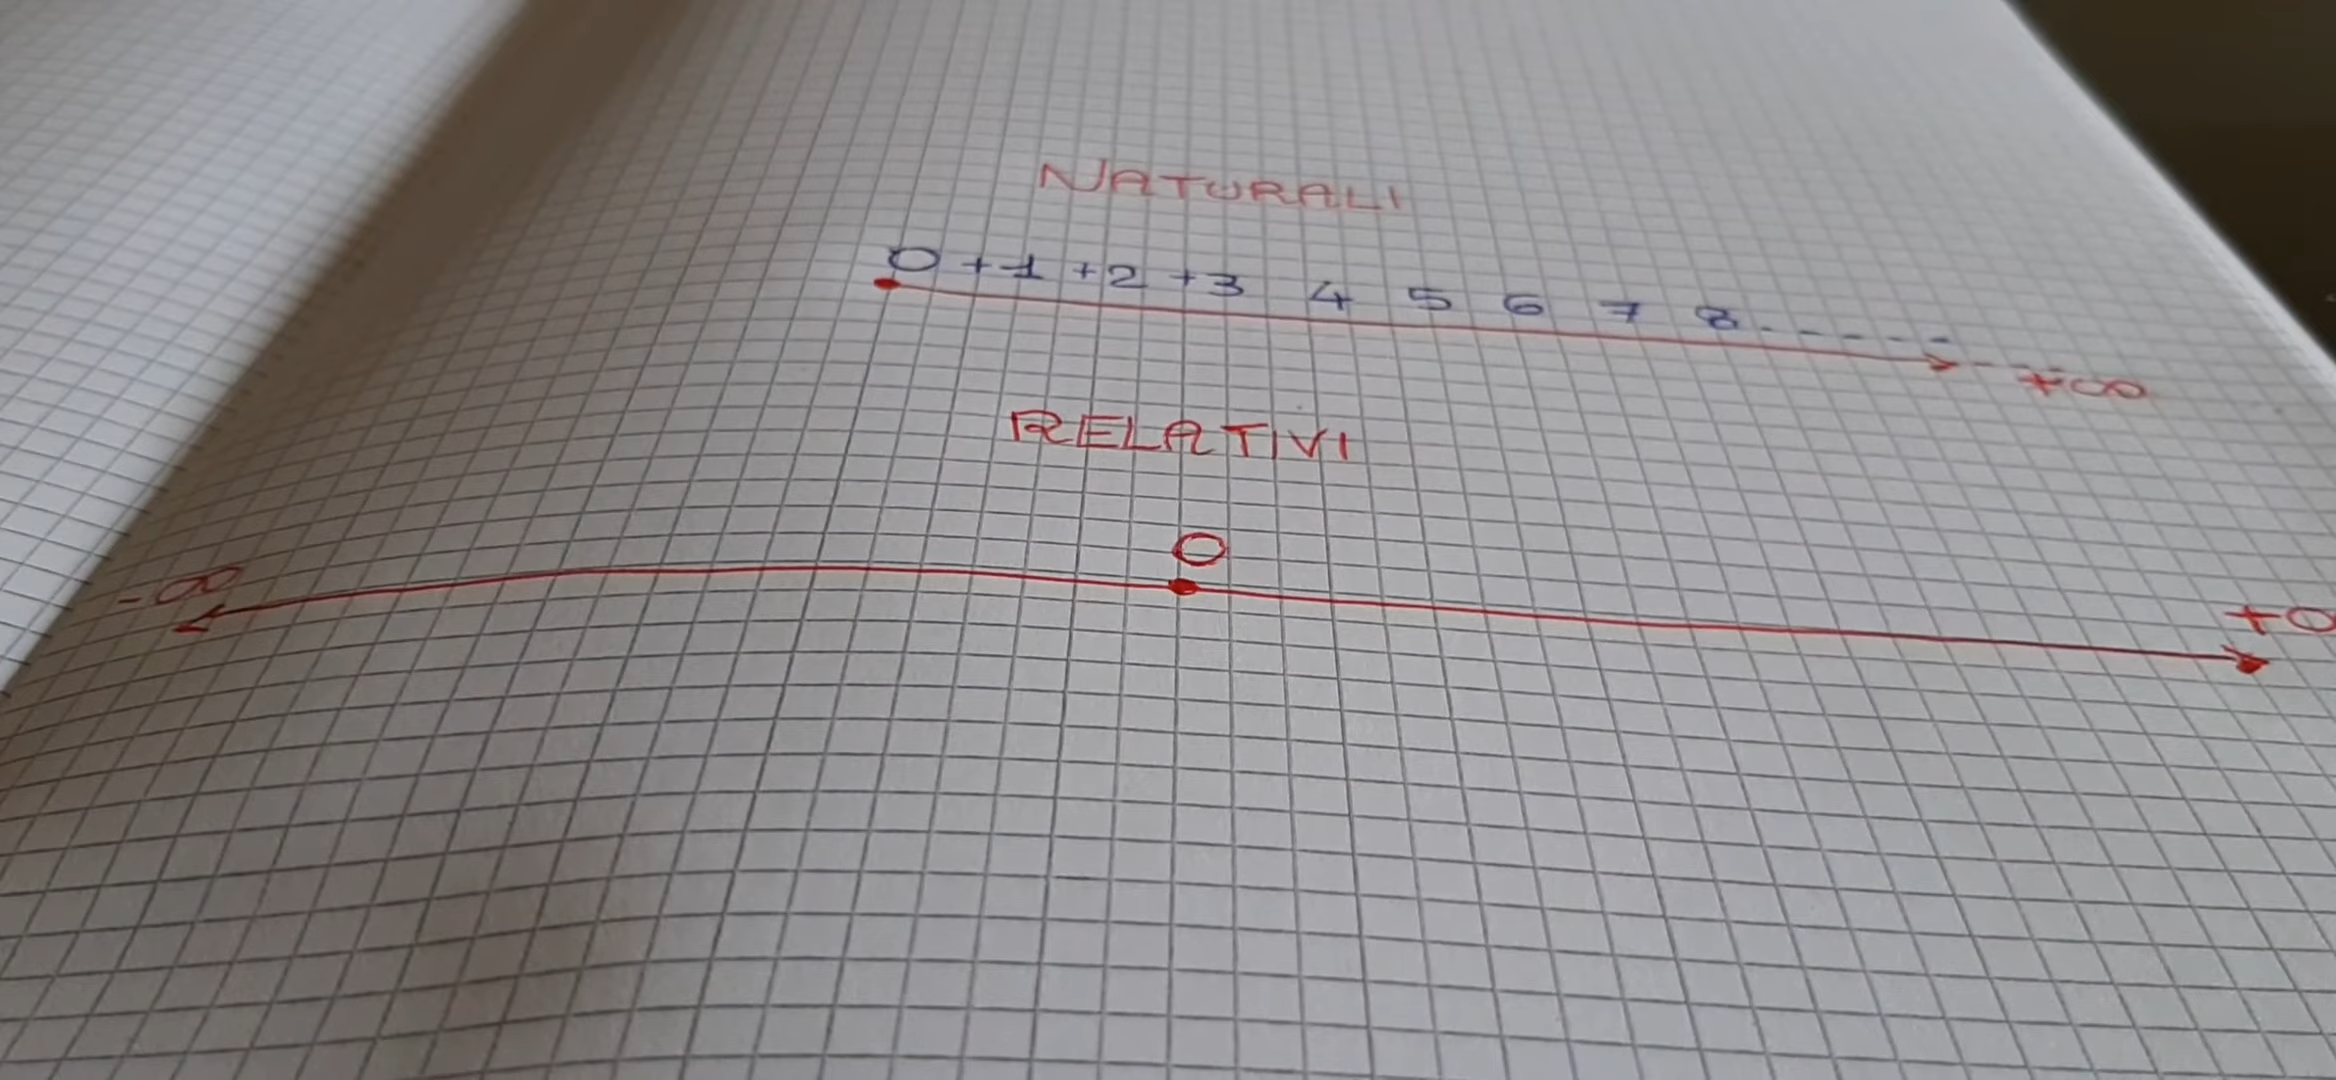 NATURALI
0 +1 +2 +3 4 5 6 7 8 - - - - -
+∞
RELATIVI
0
-∞ +∞